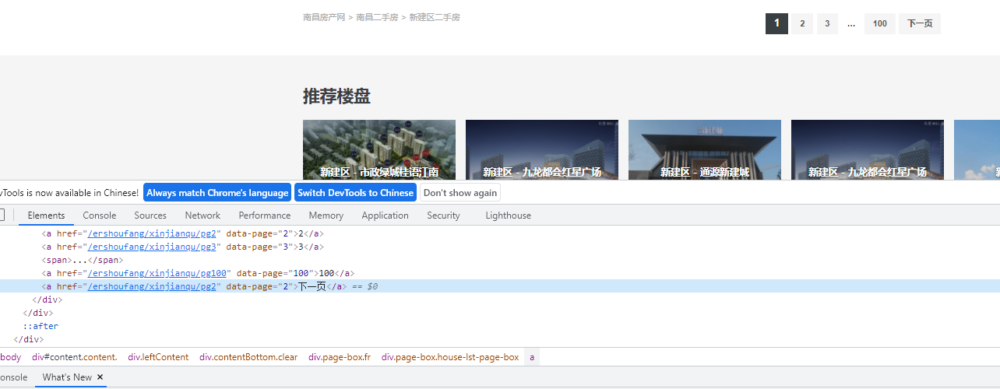 南昌房产网 > 南昌二手房 > 新建区二手房
1 2 3 ... 100 下一页
推荐楼盘
新建区 - 市政绿城桂语江南 新建区 - 九龙都会红星广场 新建区 - 通源新建城 新建区 - 九龙都会红星广场
vTools is now available in Chinese! Always match Chrome's language Switch DevTools to Chinese Don't show again
Elements Console Sources Network Performance Memory Application Security Lighthouse
<a href="/ershoufang/xinjianqu/pg2" data-page="2">2</a>
<a href="/ershoufang/xinjianqu/pg3" data-page="3">3</a>
<span>...</span>
<a href="/ershoufang/xinjianqu/pg100" data-page="100">100</a>
<a href="/ershoufang/xinjianqu/pg2" data-page="2">下一页</a> == $0
</div>
</div>
::after
</div>
body div#content.content. div.leftContent div.contentBottom.clear div.page-box.fr div.page-box.house-lst-page-box a
onsole What's New ×